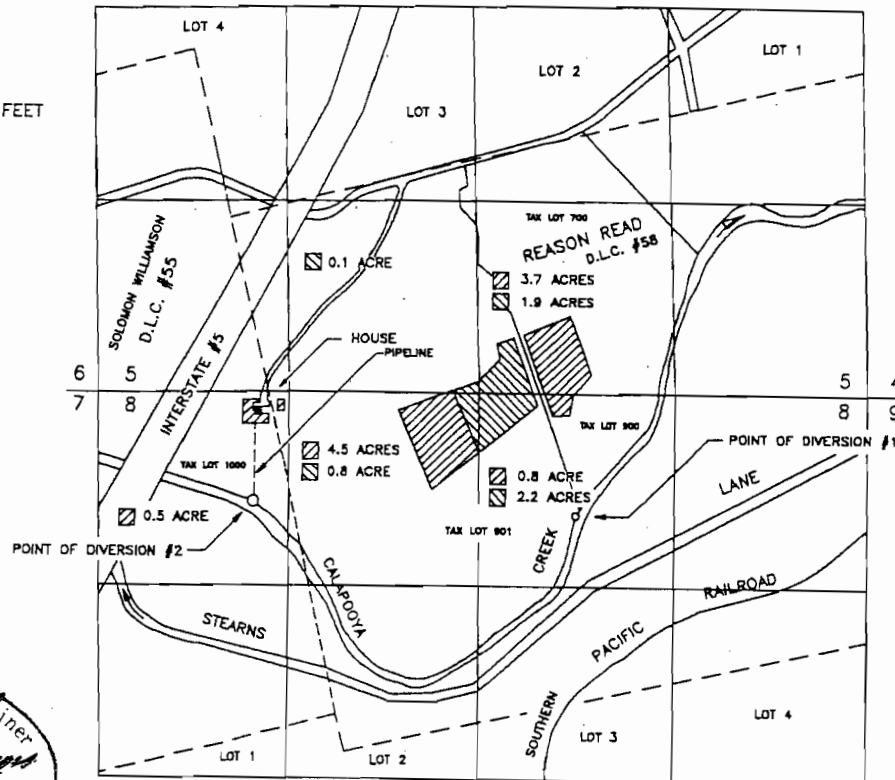 LOT 4
LOT 1
LOT 2
FEET
LOT 3
TAX LOT 700
REASON READ
D.L.C. #58
SOLOMON WILLIAMSON
D.L.C. #55
0.1 ACRE
3.7 ACRES
1.9 ACRES
INTERSTATE #5
HOUSE
PIPELINE
6 5
7 8
5 4
8 9
TAX LOT 900
POINT OF DIVERSION #1
4.5 ACRES
0.8 ACRE
TAX LOT 1000
0.8 ACRE
2.2 ACRES
LANE
0.5 ACRE
TAX LOT 901
POINT OF DIVERSION #2
CREEK
CALAPOOYA
RAILROAD
STEARNS
PACIFIC
SOUTHERN
iner
LOT 1
LOT 2
LOT 3
LOT 4